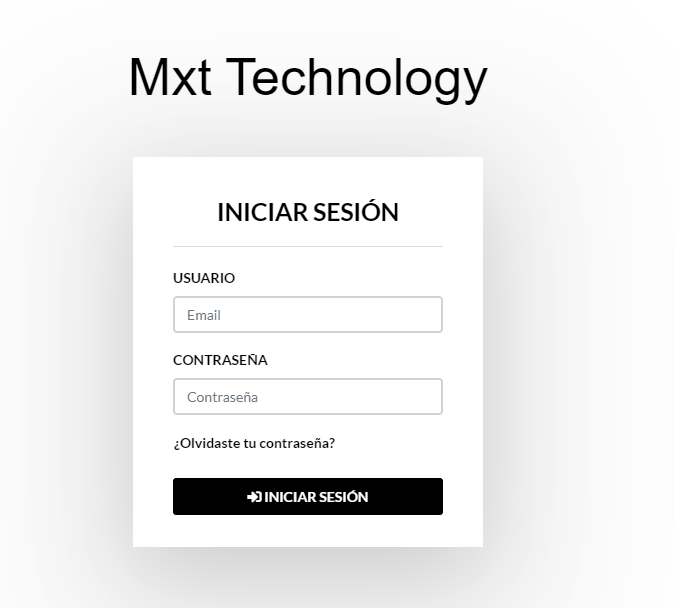 Mxt Technology
INICIAR SESIÓN
USUARIO
Email
CONTRASEÑA
Contraseña
¿Olvidaste tu contraseña?
INICIAR SESIÓN